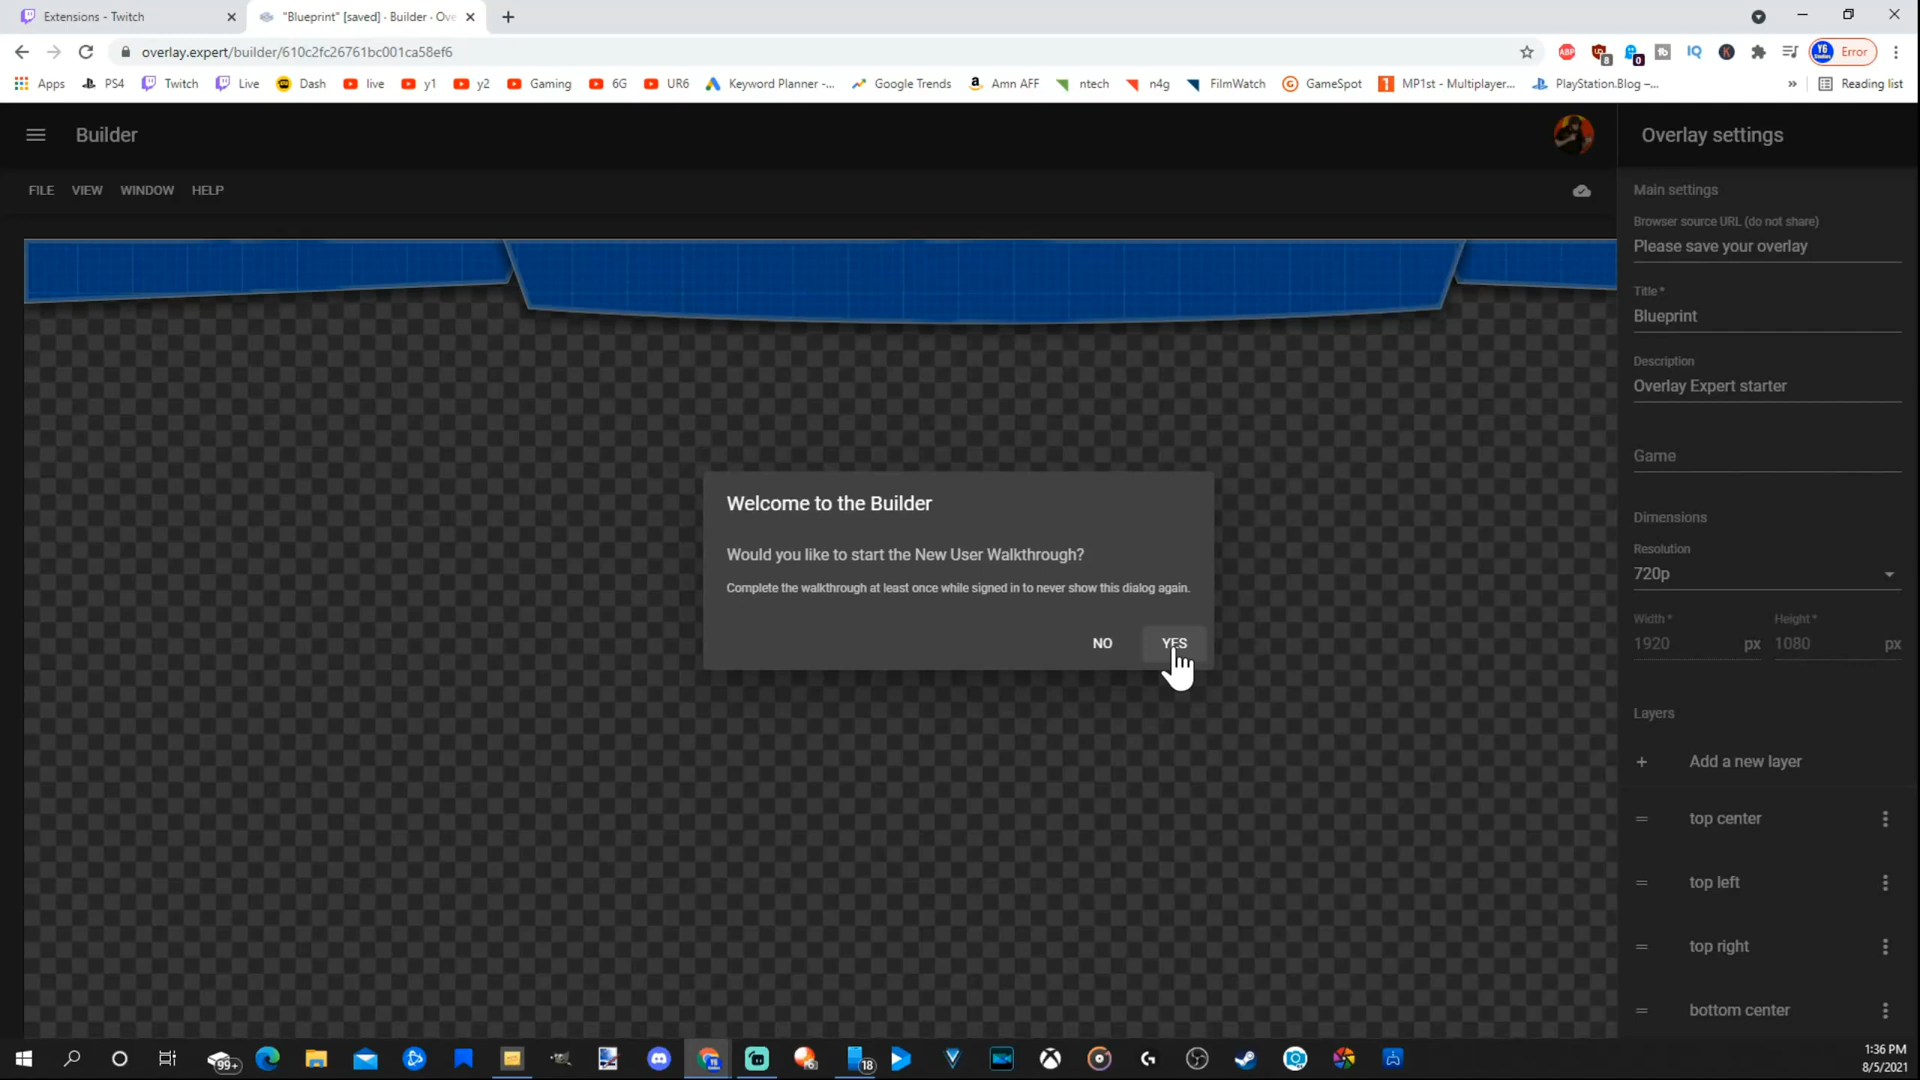 Extensions - Twitch
"Blueprint" [saved] · Builder · Ove
overlay.expert/builder/610c2fc26761bc001ca58ef6
ABP
8
0
IQ
K
Y6
Error
Apps
PS4
Twitch
Live
Dash
live
y1
y2
Gaming
6G
UR6
Keyword Planner -...
Google Trends
Amn AFF
ntech
n4g
FilmWatch
GameSpot
MP1st - Multiplayer...
PlayStation.Blog –...
»
Reading list
Builder
Overlay settings
FILE
VIEW
WINDOW
HELP
Main settings
Browser source URL (do not share)
Please save your overlay
Title *
Blueprint
Description
Overlay Expert starter
Game
Welcome to the Builder
Would you like to start the New User Walkthrough?
Complete the walkthrough at least once while signed in to never show this dialog again.
NO
YES
Dimensions
Resolution
720p
Width *
Height *
1920
px
1080
px
Layers
+ Add a new layer
top center
top left
top right
bottom center
99+
18
1:36 PM
8/5/2021